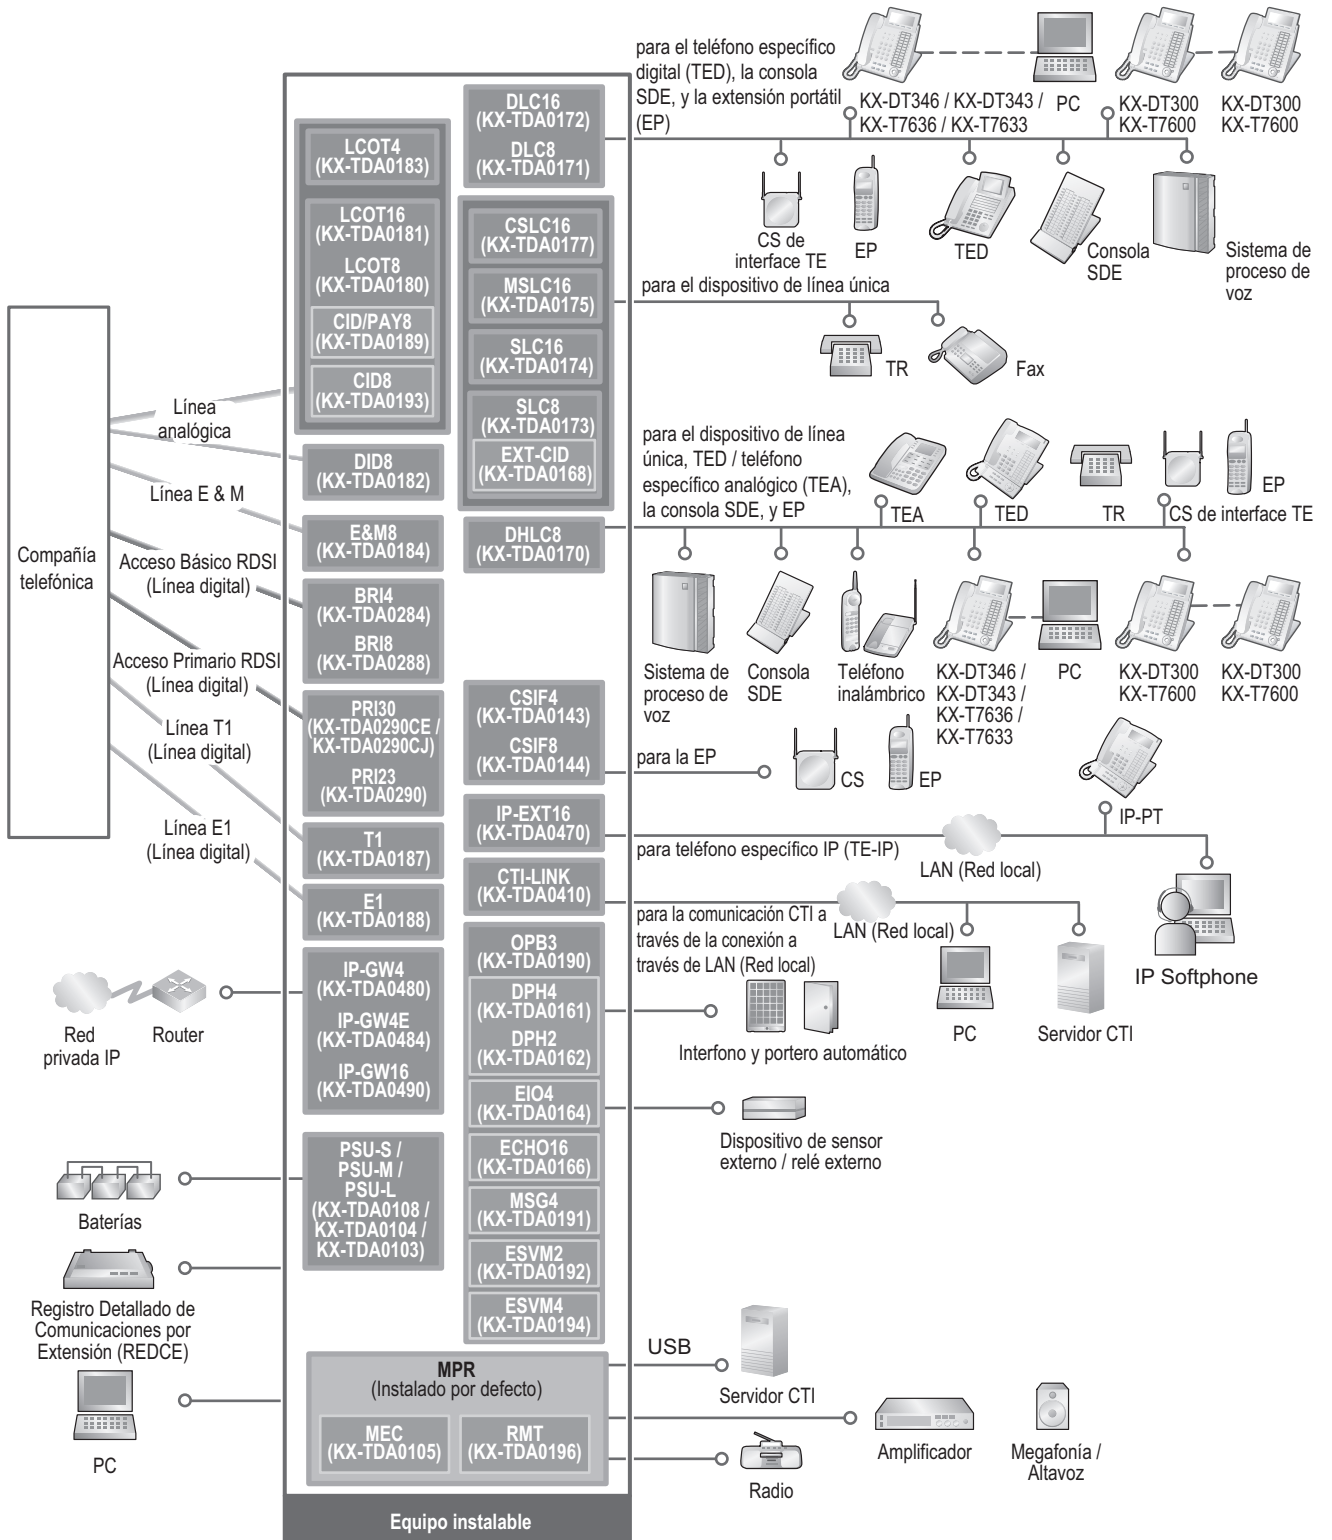 Compañía
telefónica
Línea
analógica
Línea E & M
Acceso Básico RDSI
(Línea digital)
Acceso Primario RDSI
(Línea digital)
Línea T1
(Línea digital)
Línea E1
(Línea digital)
Red
privada IP
Router
Baterías
Registro Detallado de
Comunicaciones por
Extensión (REDCE)
PC
LCOT4
(KX-TDA0183)
LCOT16
(KX-TDA0181)
LCOT8
(KX-TDA0180)
CID/PAY8
(KX-TDA0189)
CID8
(KX-TDA0193)
DID8
(KX-TDA0182)
E&M8
(KX-TDA0184)
BRI4
(KX-TDA0284)
BRI8
(KX-TDA0288)
PRI30
(KX-TDA0290CE /
KX-TDA0290CJ)
PRI23
(KX-TDA0290)
T1
(KX-TDA0187)
E1
(KX-TDA0188)
IP-GW4
(KX-TDA0480)
IP-GW4E
(KX-TDA0484)
IP-GW16
(KX-TDA0490)
PSU-S /
PSU-M /
PSU-L
(KX-TDA0108 /
KX-TDA0104 /
KX-TDA0103)
DLC16
(KX-TDA0172)
DLC8
(KX-TDA0171)
CSLC16
(KX-TDA0177)
MSLC16
(KX-TDA0175)
SLC16
(KX-TDA0174)
SLC8
(KX-TDA0173)
EXT-CID
(KX-TDA0168)
DHLC8
(KX-TDA0170)
CSIF4
(KX-TDA0143)
CSIF8
(KX-TDA0144)
IP-EXT16
(KX-TDA0470)
CTI-LINK
(KX-TDA0410)
OPB3
(KX-TDA0190)
DPH4
(KX-TDA0161)
DPH2
(KX-TDA0162)
EIO4
(KX-TDA0164)
ECHO16
(KX-TDA0166)
MSG4
(KX-TDA0191)
ESVM2
(KX-TDA0192)
ESVM4
(KX-TDA0194)
MPR
(Instalado por defecto)
MEC
(KX-TDA0105)
RMT
(KX-TDA0196)
Equipo instalable
para el teléfono específico
digital (TED), la consola
SDE, y la extensión portátil
(EP)
KX-DT346 / KX-DT343 /
KX-T7636 / KX-T7633
PC
KX-DT300
KX-T7600
KX-DT300
KX-T7600
CS de
interface TE
EP
TED
Consola
SDE
Sistema de
proceso de
voz
para el dispositivo de línea única
TR
Fax
para el dispositivo de línea
única, TED / teléfono
específico analógico (TEA),
la consola SDE, y EP
TEA
TED
TR
CS de interface TE
EP
Sistema de
proceso de
voz
Consola
SDE
Teléfono
inalámbrico
KX-DT346 /
KX-DT343 /
KX-T7636 /
KX-T7633
PC
KX-DT300
KX-T7600
KX-DT300
KX-T7600
para la EP
CS
EP
IP-PT
para teléfono específico IP (TE-IP)
LAN (Red local)
IP Softphone
para la comunicación CTI a
través de la conexión a
través de LAN (Red local)
LAN (Red local)
PC
Servidor CTI
Interfono y portero automático
Dispositivo de sensor
externo / relé externo
USB
Servidor CTI
Amplificador
Megafonía /
Altavoz
Radio